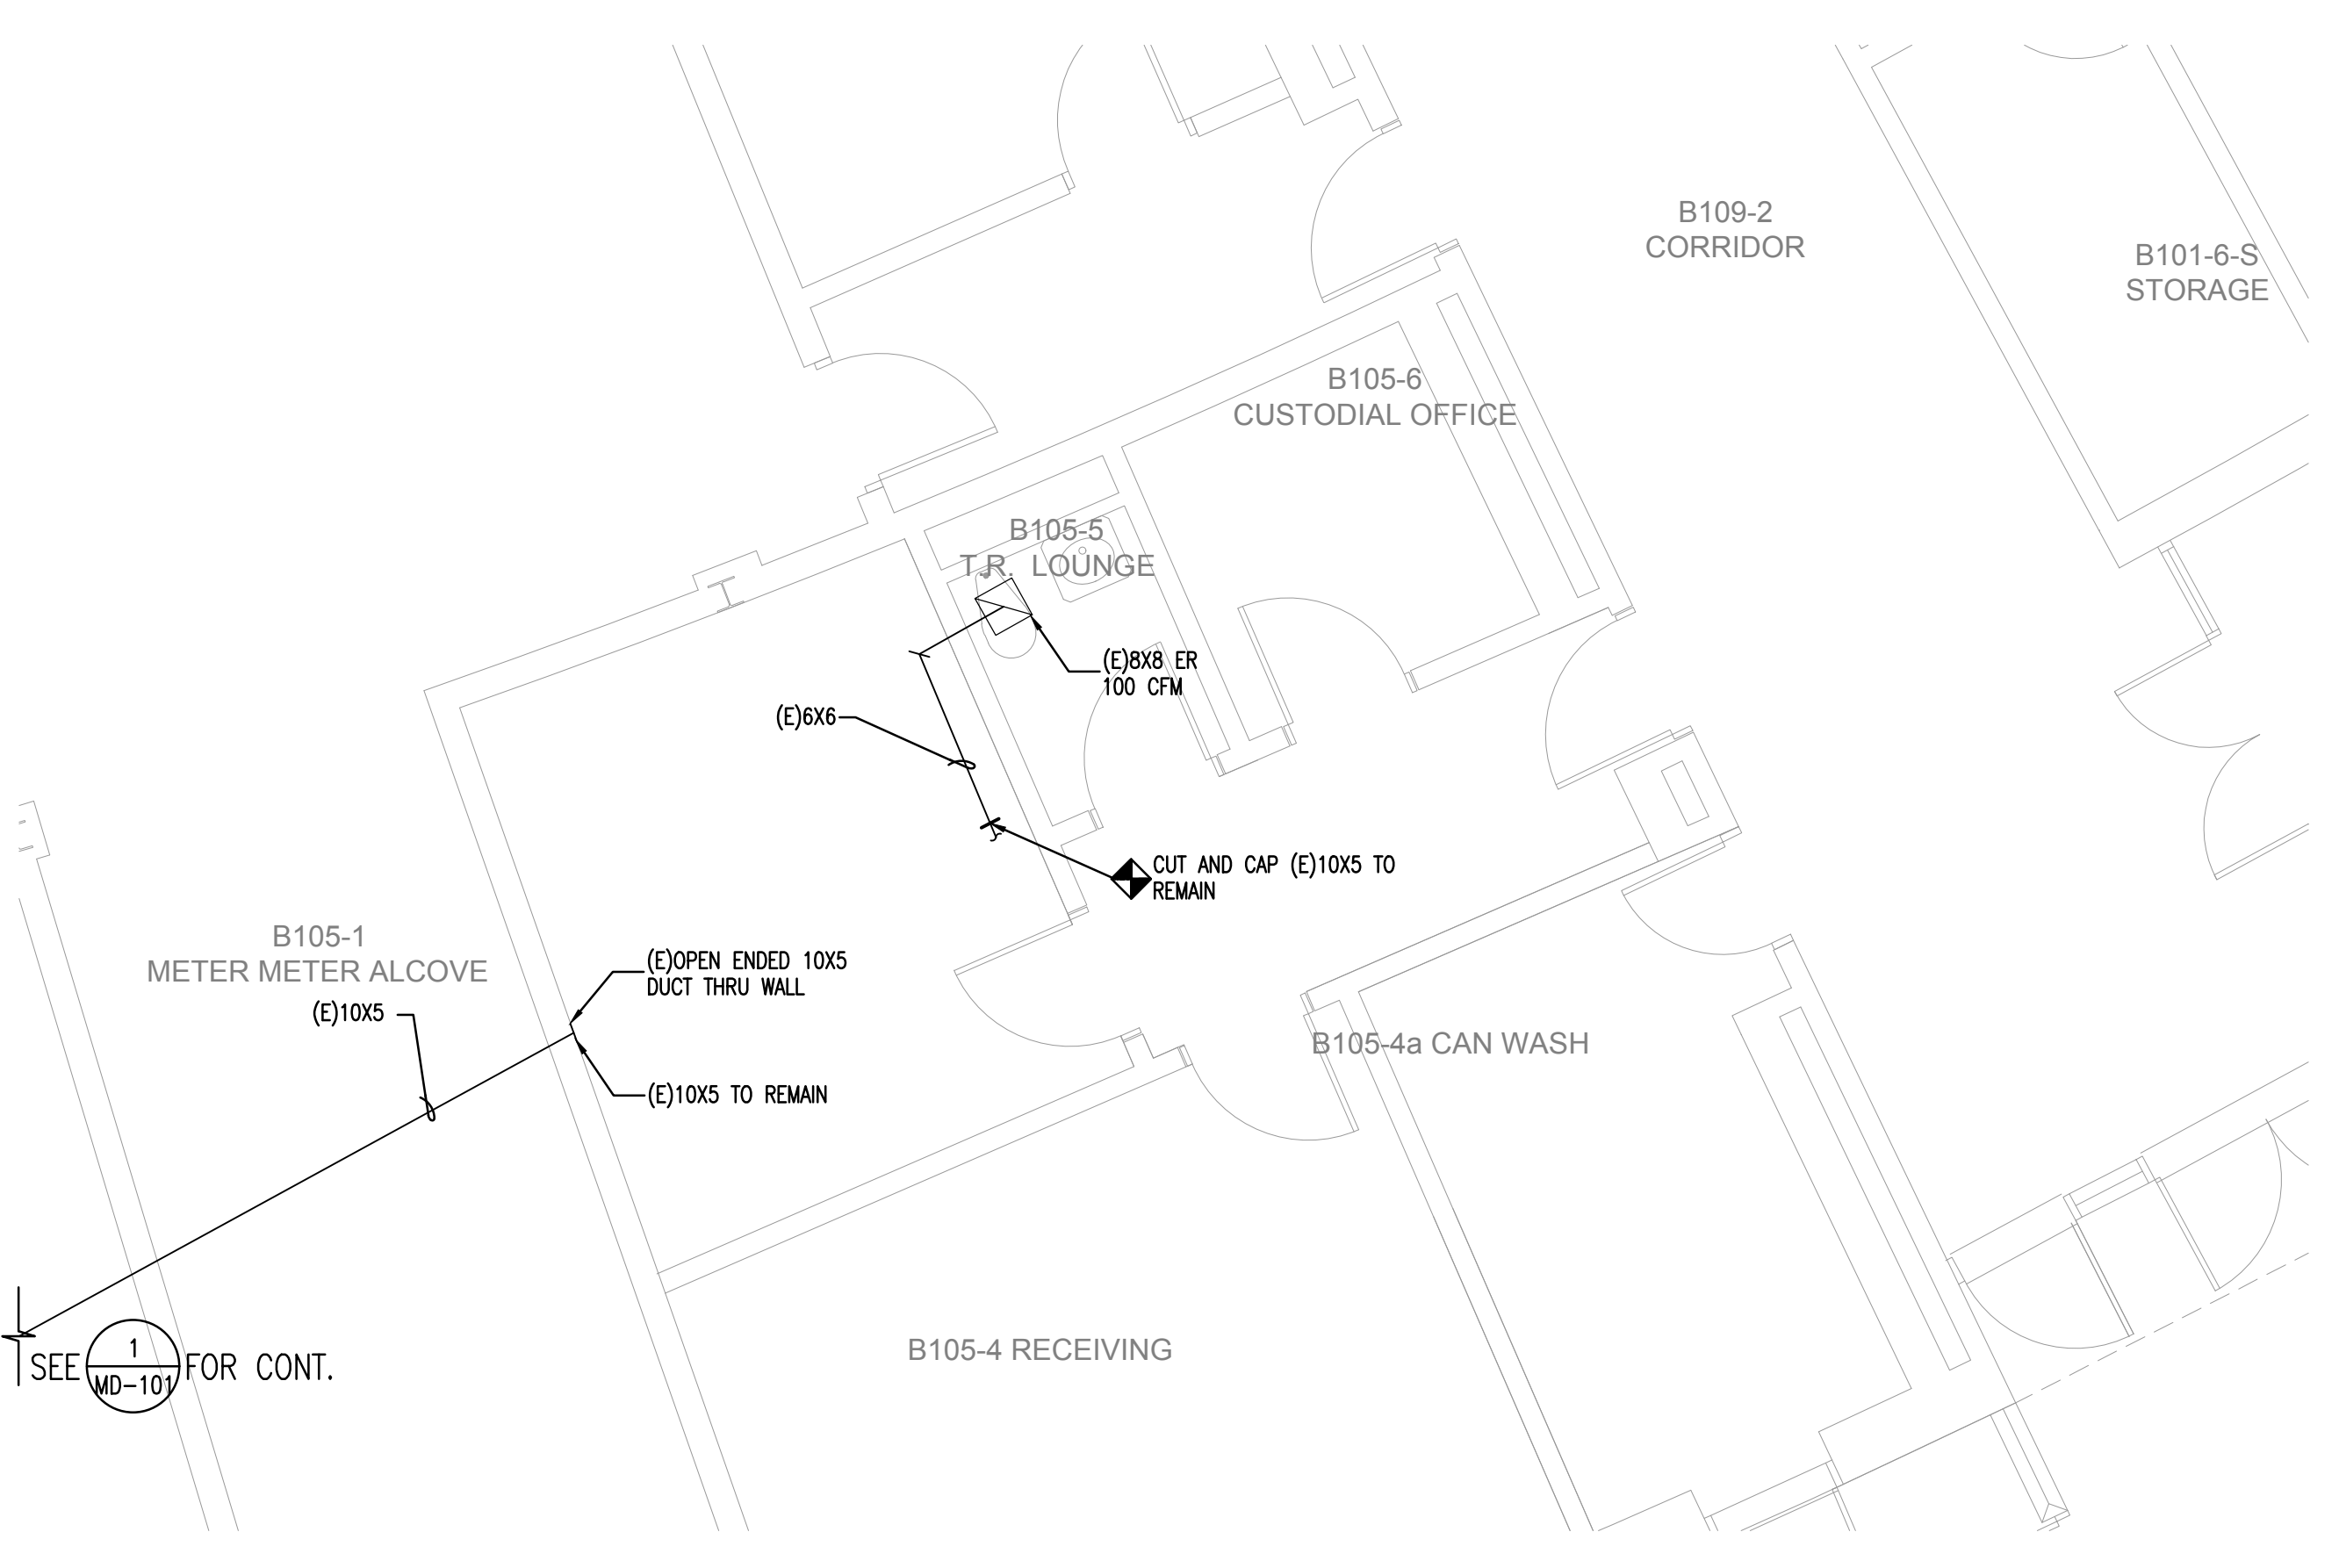 B109-2
CORRIDOR
B101-6-S
STORAGE
B105-6
CUSTODIAL OFFICE
B105-5
T.R. LOUNGE
(E)8X8 ER
100 CFM
(E)6X6
CUT AND CAP (E)10X5 TO
REMAIN
B105-1
METER METER ALCOVE
(E)OPEN ENDED 10X5
DUCT THRU WALL
(E)10X5
(E)10X5 TO REMAIN
B105-4a CAN WASH
B105-4 RECEIVING
SEE 1 FOR CONT.
MD-101